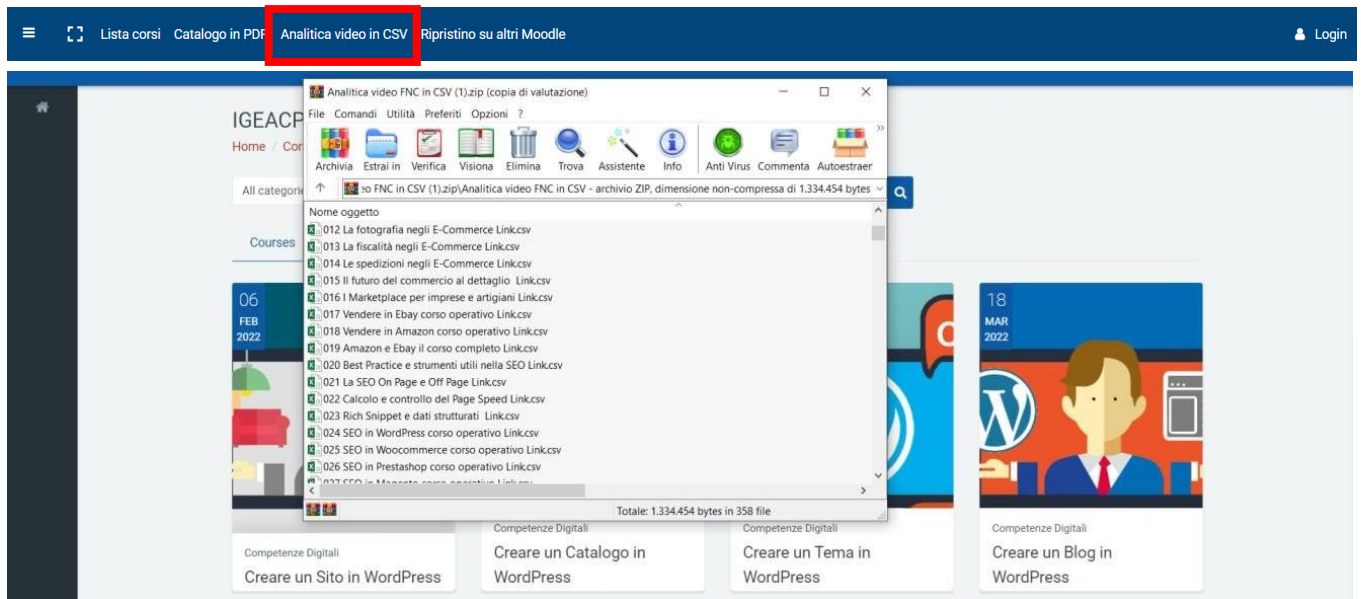 Lista corsi Catalogo in PDF Analitica video in CSV Ripristino su altri Moodle Login
Analitica video FNC in CSV (1).zip (copia di valutazione)
File Comandi Utilità Preferiti Opzioni ?
Archivia Estrai in Verifica Visiona Elimina Trova Assistente Info Anti Virus Commenta Autoestraer
FNC in CSV (1).zip\Analitica video FNC in CSV - archivio ZIP, dimensione non-compressa di 1.334.454 bytes
Nome oggetto
012 La fotografia negli E-Commerce Link.csv
013 La fiscalità negli E-Commerce Link.csv
014 Le spedizioni negli E-Commerce Link.csv
015 Il futuro del commercio al dettaglio Link.csv
016 I Marketplace per imprese e artigiani Link.csv
017 Vendere in Ebay corso operativo Link.csv
018 Vendere in Amazon corso operativo Link.csv
019 Amazon e Ebay il corso completo Link.csv
020 Best Practice e strumenti utili nella SEO Link.csv
021 La SEO On Page e Off Page Link.csv
022 Calcolo e controllo del Page Speed Link.csv
023 Rich Snippet e dati strutturati Link.csv
024 SEO in WordPress corso operativo Link.csv
025 SEO in Woocommerce corso operativo Link.csv
026 SEO in Prestashop corso operativo Link.csv
Totale: 1.334.454 bytes in 358 file
IGEACP
Home / Cor
All categorie
Courses
06
FEB
2022
18
MAR
2022
Competenze Digitali
Creare un Sito in WordPress
Competenze Digitali
Creare un Catalogo in
WordPress
Competenze Digitali
Creare un Tema in
WordPress
Competenze Digitali
Creare un Blog in
WordPress